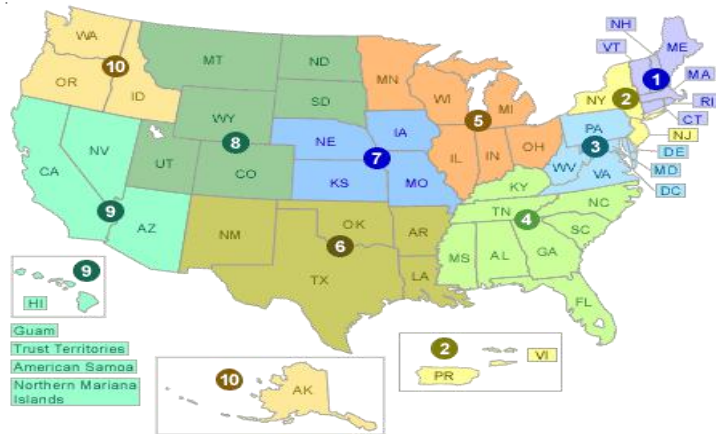 NH
WA
VT
ME
MT
ND
MN
MA
10
1
OR
ID
SD
WI
MI
NY
2
RI
WY
5
CT
PA
NJ
IA
NE
8
3
DE
NV
7
IL
IN
OH
UT
WV
VA
MD
CA
CO
KS
MO
DC
KY
NC
9
TN
4
OK
AZ
NM
AR
SC
6
MS
AL
GA
TX
LA
9
FL
HI
Guam
2
Trust Territories
VI
American Samoa
10
PR
Northern Mariana
Islands
AK